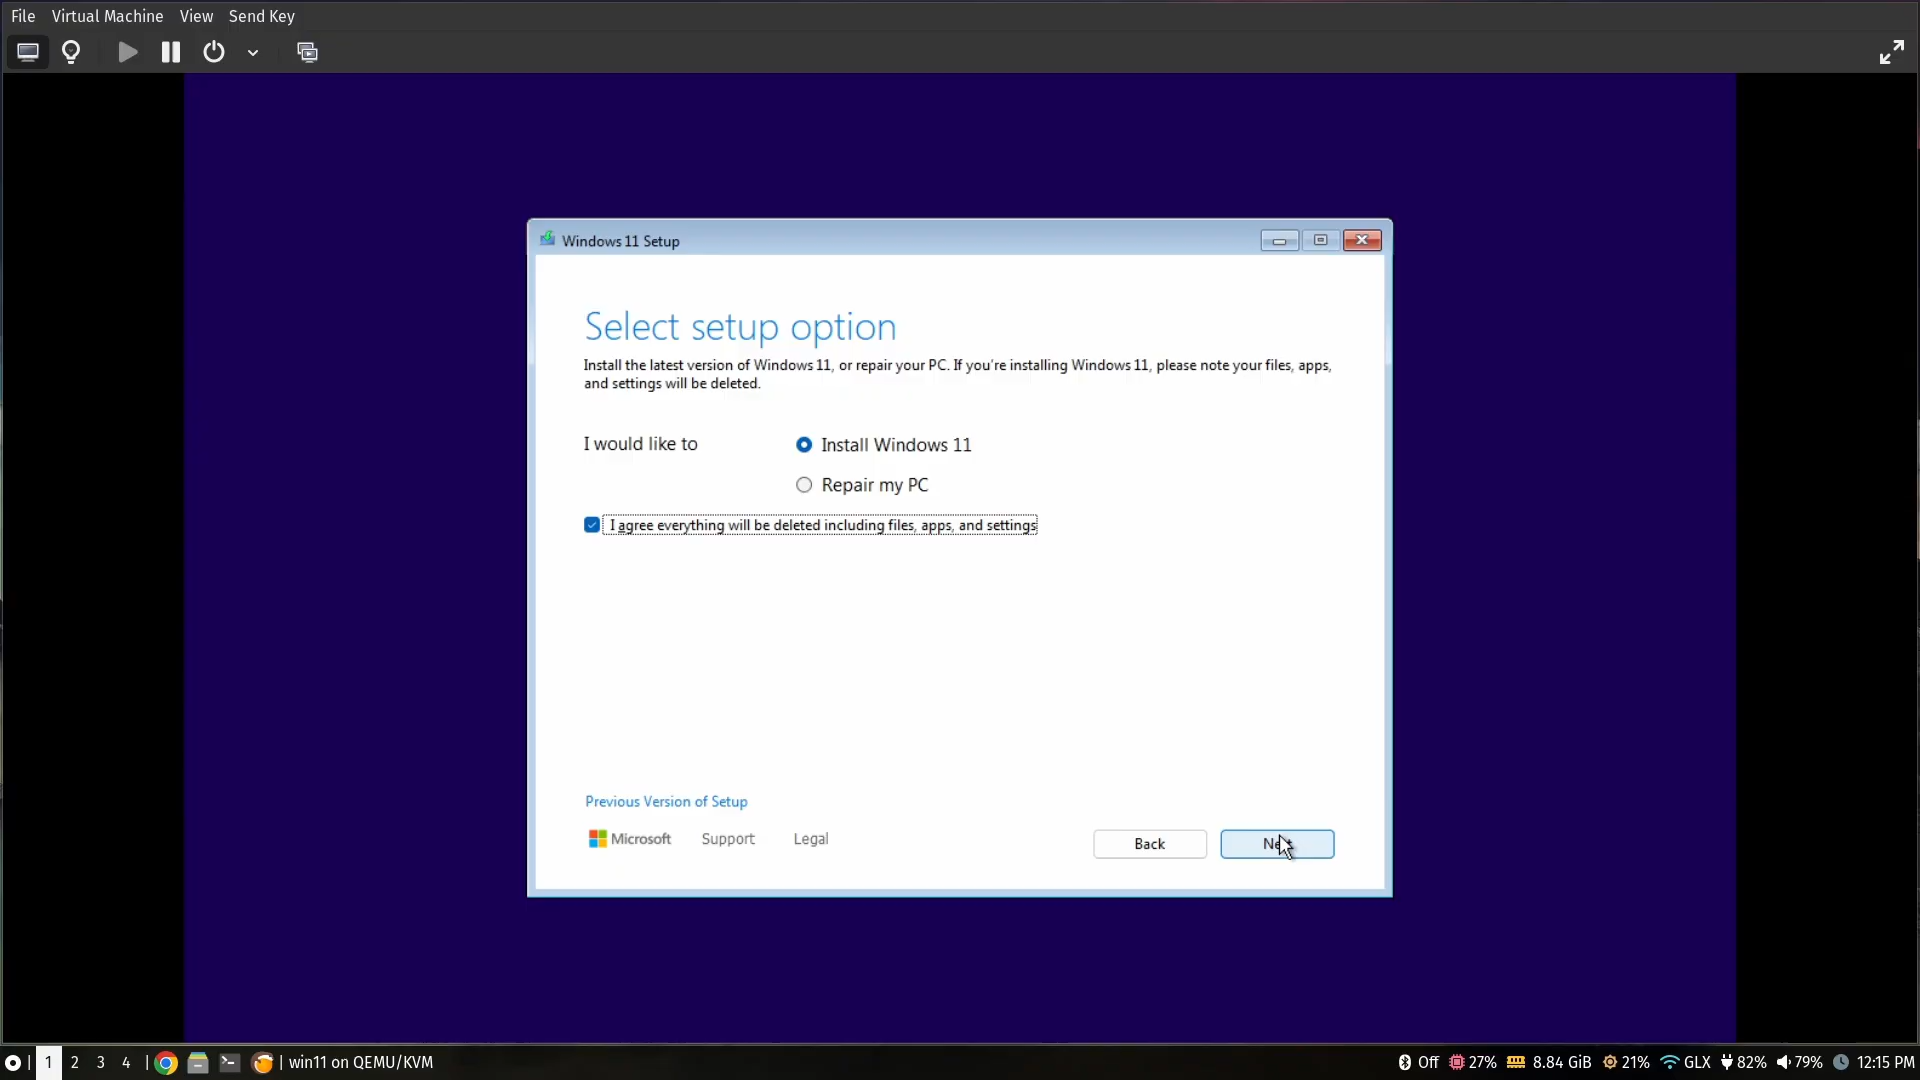 File Virtual Machine View Send Key
Windows 11 Setup
Select setup option
Install the latest version of Windows 11, or repair your PC. If you're installing Windows 11, please note your files, apps,
and settings will be deleted.
I would like to
Install Windows 11
Repair my PC
I agree everything will be deleted including files, apps, and settings
Previous Version of Setup
Microsoft Support Legal
Back
1 2 3 4 | | win11 on QEMU/KVM
Off 27% 8.84 GiB 21% GLX 82% 79% 12:15 PM